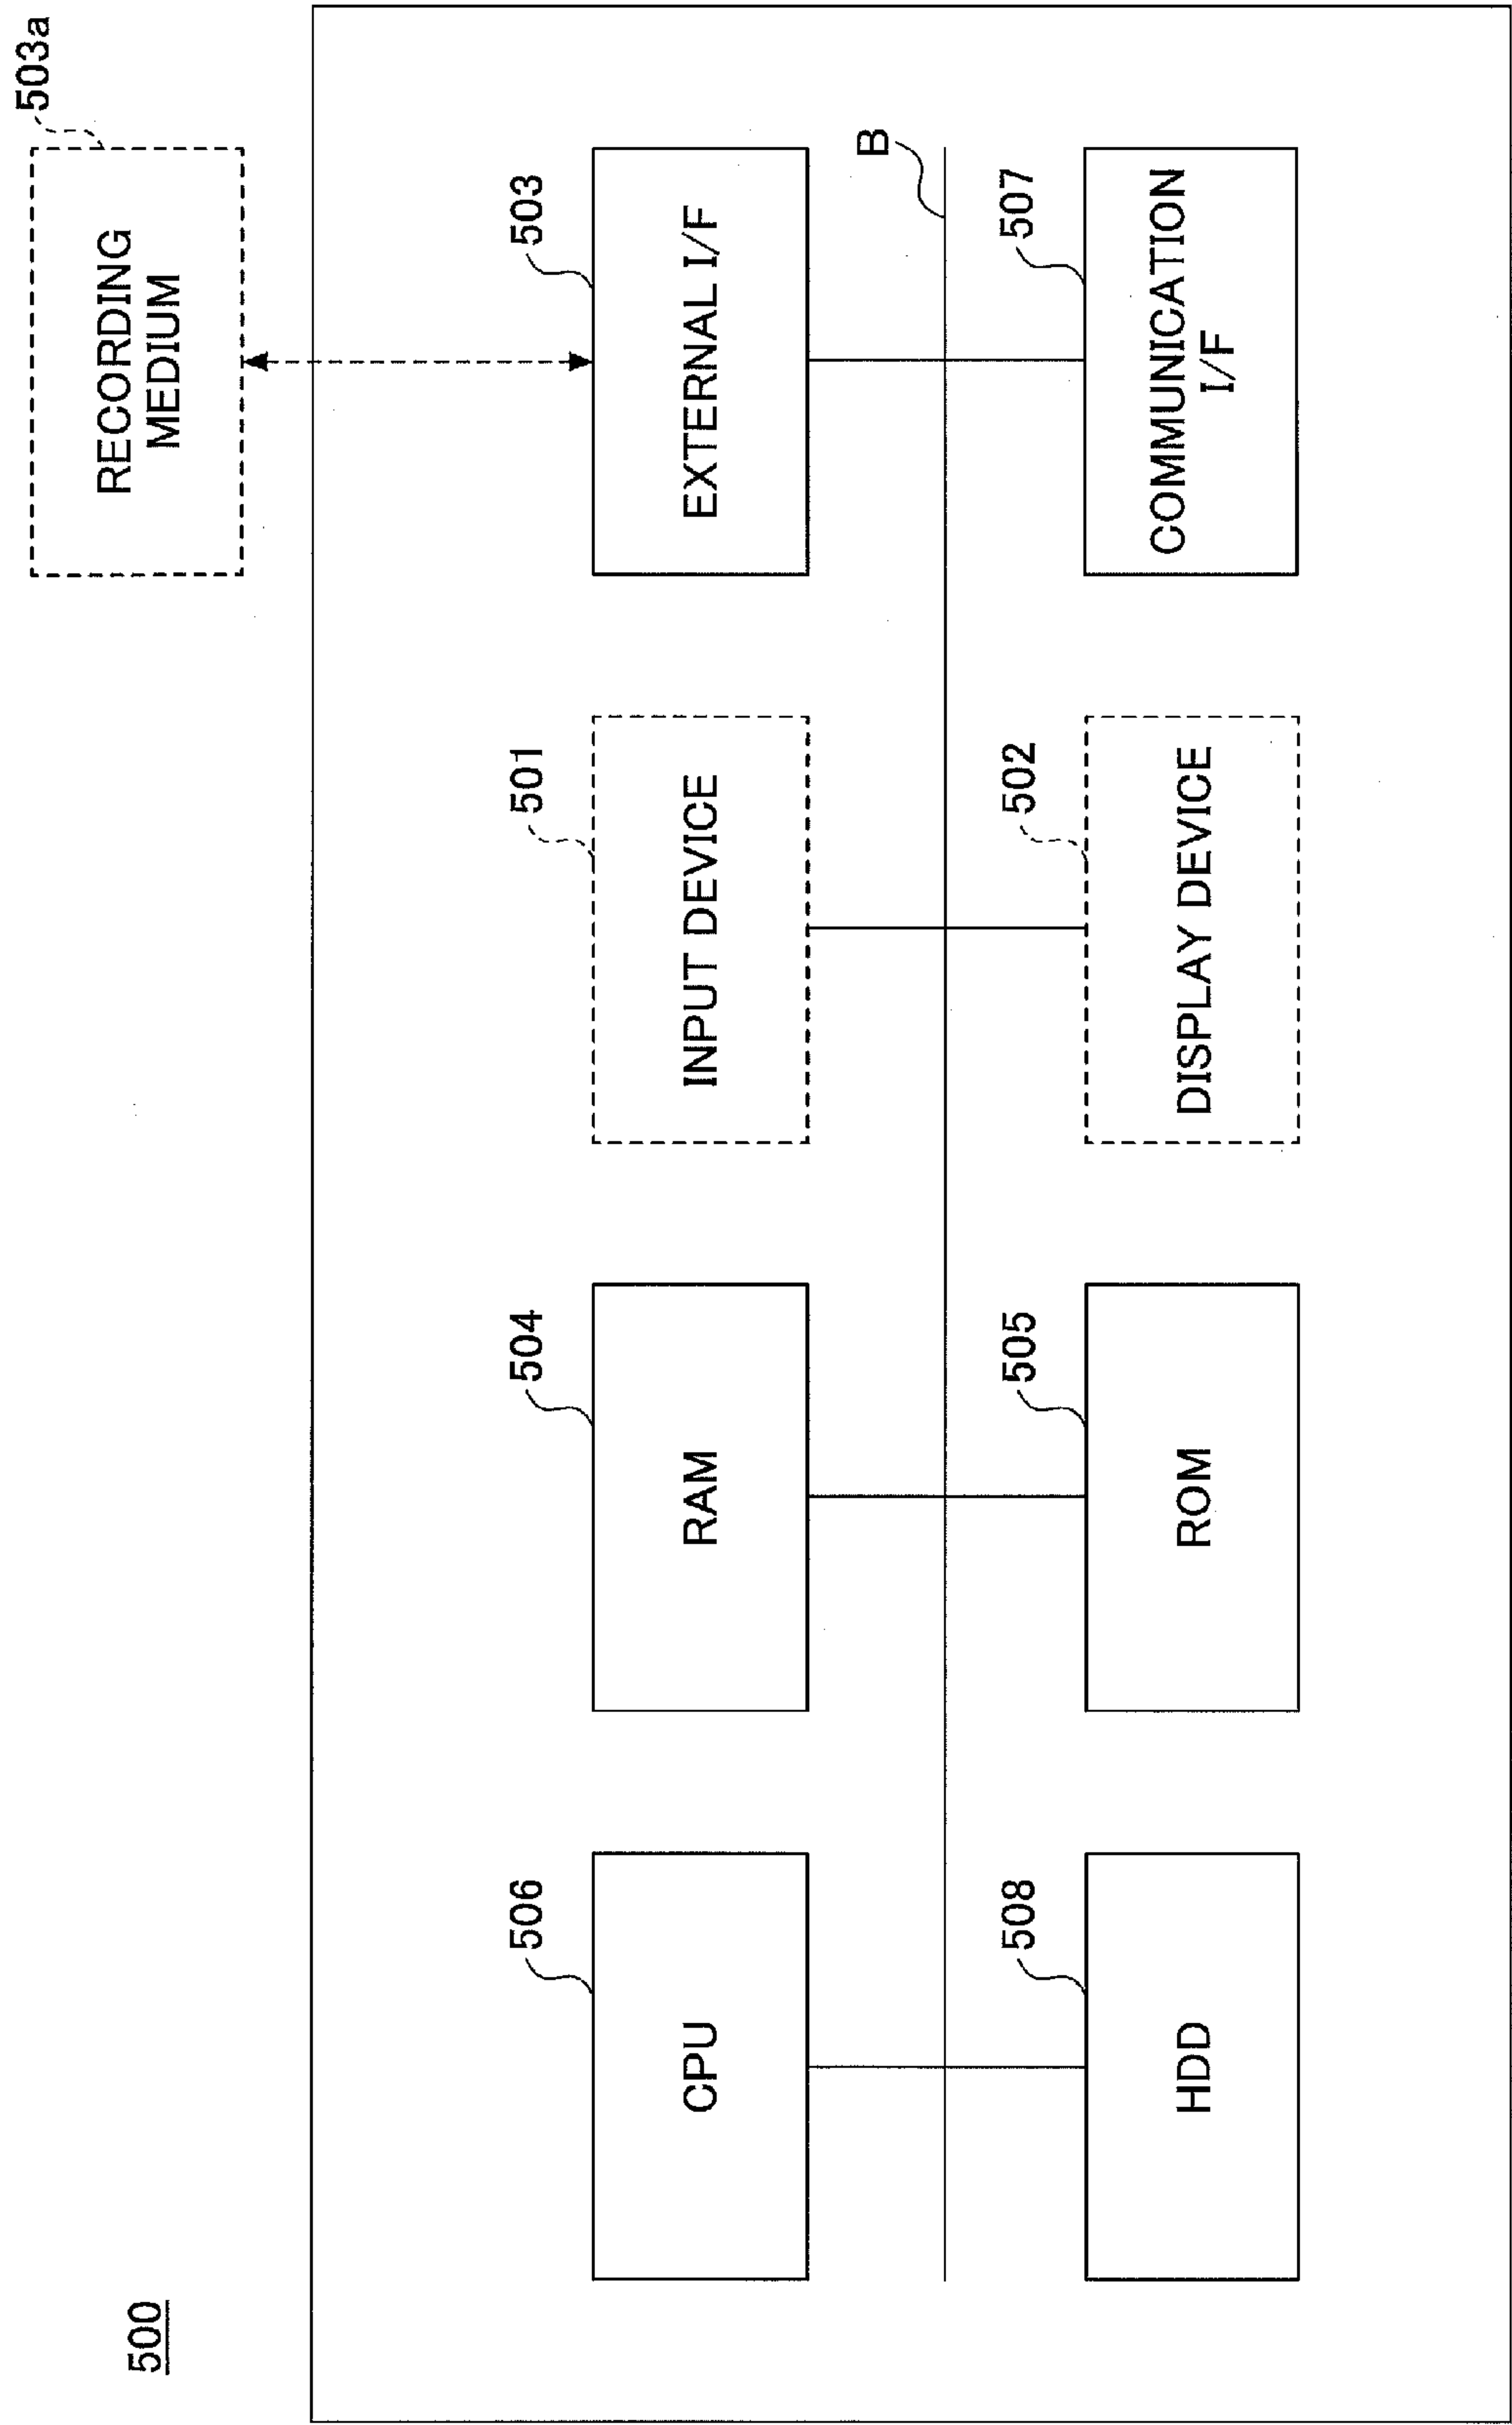 500
503a
RECORDING
MEDIUM
506
CPU
504
RAM
501
INPUT DEVICE
503
EXTERNAL I/F
B
508
HDD
505
ROM
502
DISPLAY DEVICE
507
COMMUNICATION
I/F